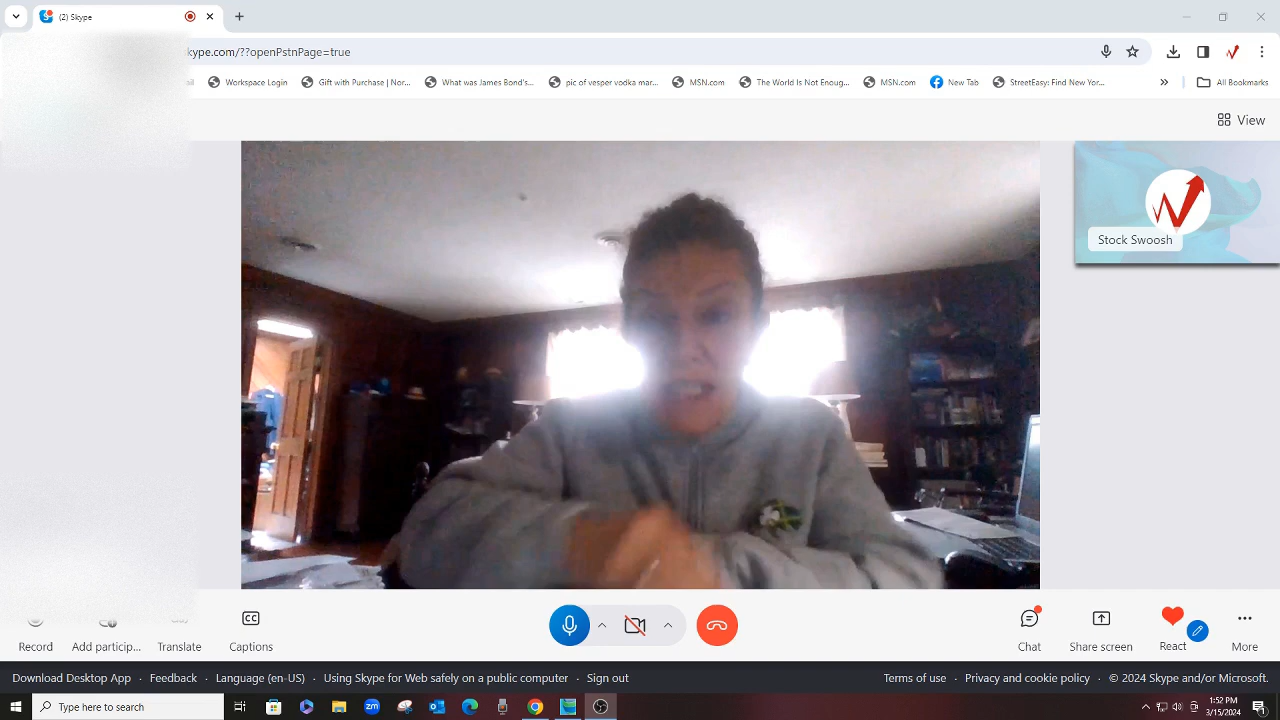 (2) Skype
kype.com/??openPstnPage=true
Workspace Login
Gift with Purchase | Nor...
What was James Bond's...
pic of vesper vodka mar...
MSN.com
The World Is Not Enoug...
MSN.com
New Tab
StreetEasy: Find New Yor...
»
All Bookmarks
View
Stock Swoosh
Record
Add particip...
Translate
CC
Captions
Chat
Share screen
React
More
Download Desktop App · Feedback · Language (en-US) · Using Skype for Web safely on a public computer · Sign out
Terms of use · Privacy and cookie policy · © 2024 Skype and/or Microsoft.
Type here to search
zm
1:52 PM
3/15/2024